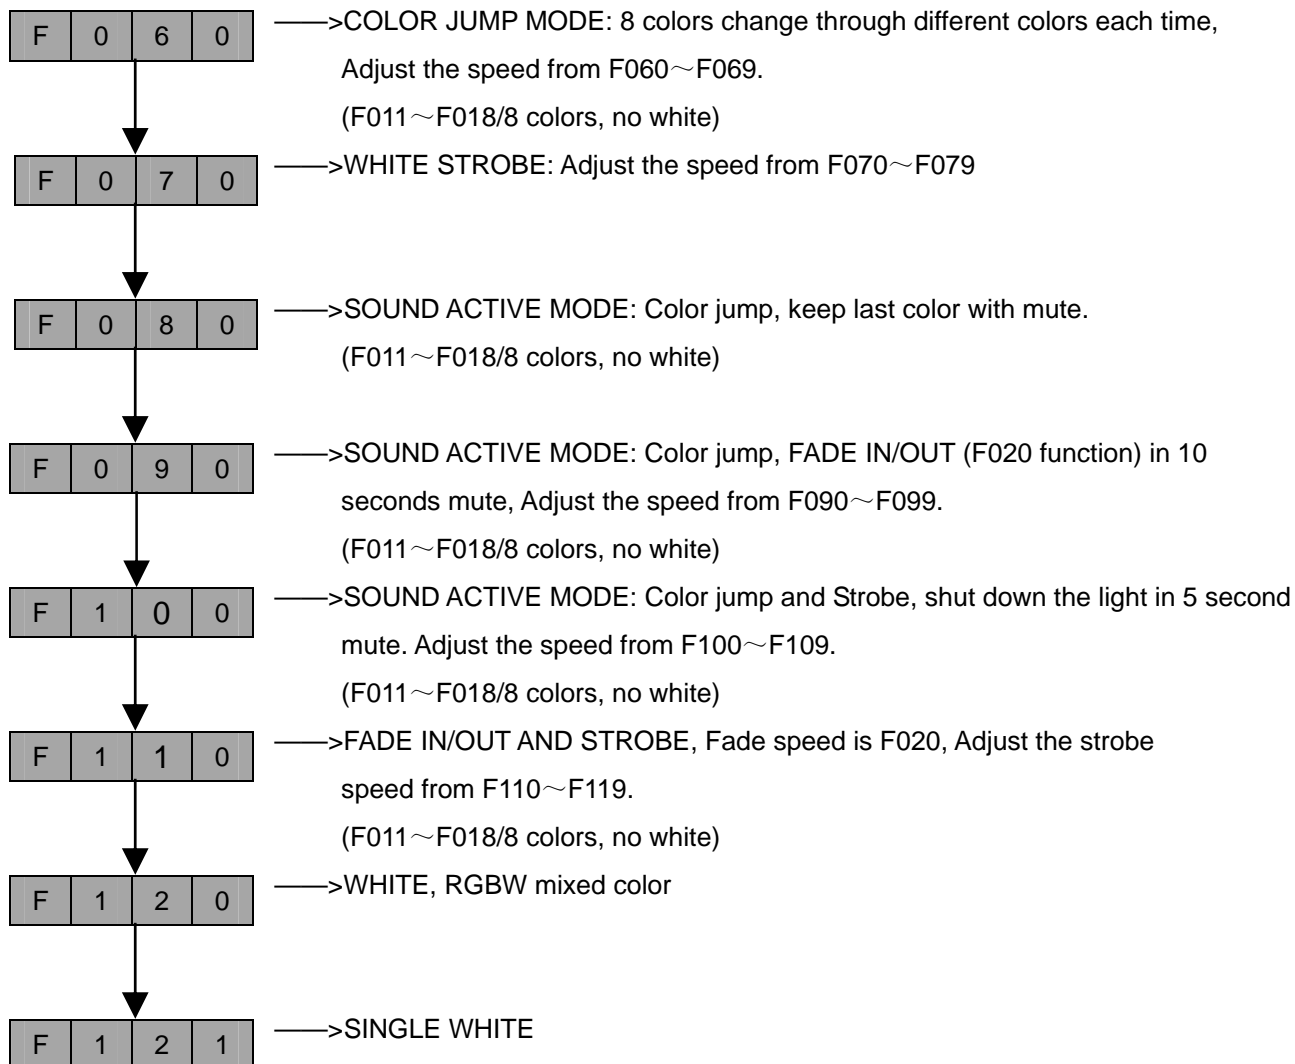 F 0 6 0 ——>COLOR JUMP MODE: 8 colors change through different colors each time,
Adjust the speed from F060～F069.
(F011～F018/8 colors, no white)
F 0 7 0 ——>WHITE STROBE: Adjust the speed from F070～F079
F 0 8 0 ——>SOUND ACTIVE MODE: Color jump, keep last color with mute.
(F011～F018/8 colors, no white)
F 0 9 0 ——>SOUND ACTIVE MODE: Color jump, FADE IN/OUT (F020 function) in 10
seconds mute, Adjust the speed from F090～F099.
(F011～F018/8 colors, no white)
F 1 0 0 ——>SOUND ACTIVE MODE: Color jump and Strobe, shut down the light in 5 second
mute. Adjust the speed from F100～F109.
(F011～F018/8 colors, no white)
F 1 1 0 ——>FADE IN/OUT AND STROBE, Fade speed is F020, Adjust the strobe
speed from F110～F119.
(F011～F018/8 colors, no white)
F 1 2 0 ——>WHITE, RGBW mixed color
F 1 2 1 ——>SINGLE WHITE